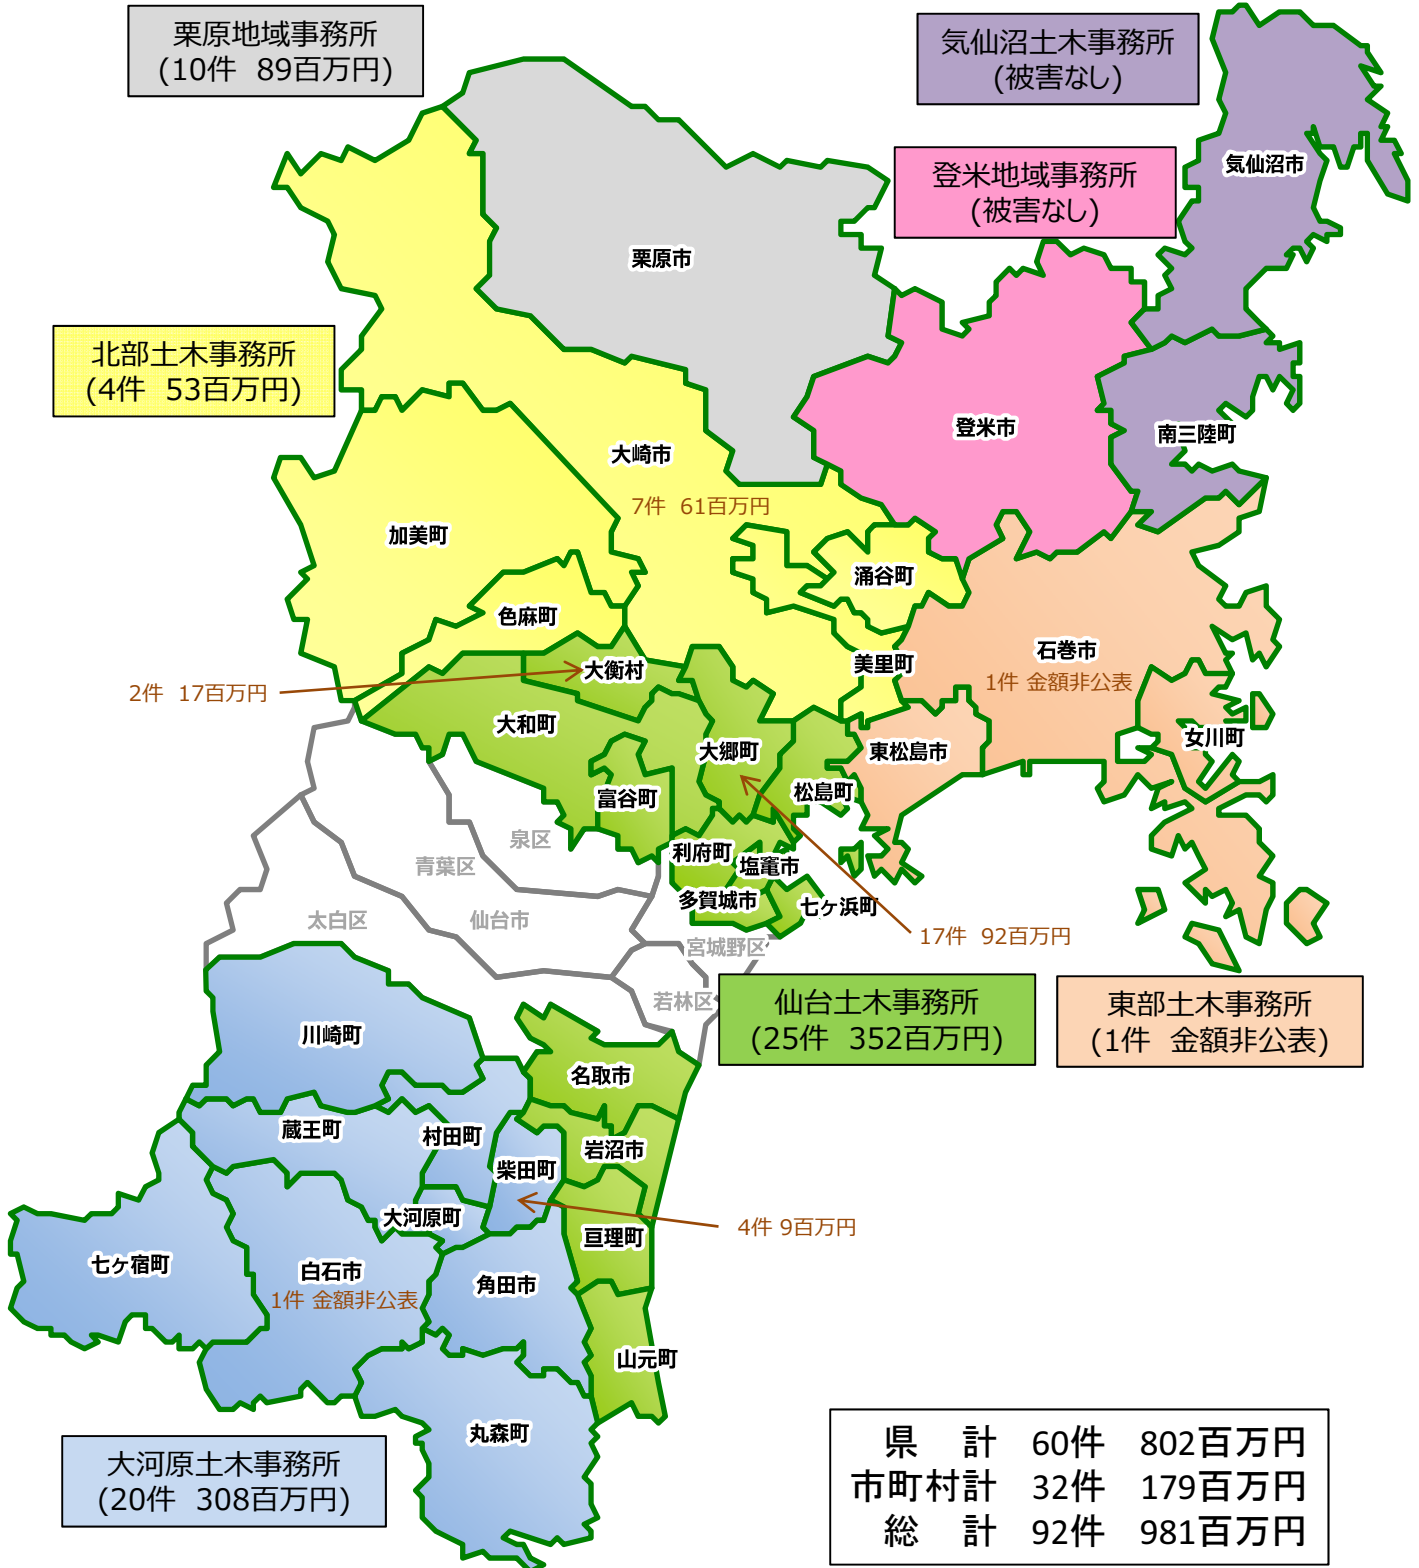 栗原地域事務所
(10件 89百万円)
気仙沼土木事務所
(被害なし)
登米地域事務所
(被害なし)
気仙沼市
栗原市
北部土木事務所
(4件 53百万円)
登米市
南三陸町
大崎市
7件 61百万円
加美町
涌谷町
色麻町
石巻市
1件 金額非公表
美里町
大衡村
2件 17百万円
大和町
大郷町
東松島市
女川町
富谷町
松島町
泉区
利府町
塩竈市
青葉区
多賀城市
七ヶ浜町
太白区
仙台市
17件 92百万円
宮城野区
若林区
仙台土木事務所
(25件 352百万円)
東部土木事務所
(1件 金額非公表)
川崎町
名取市
蔵王町
村田町
岩沼市
柴田町
大河原町
4件 9百万円
亘理町
七ヶ宿町
白石市
1件 金額非公表
角田市
山元町
丸森町
大河原土木事務所
(20件 308百万円)
県 計 60件 802百万円
市町村計 32件 179百万円
総 計 92件 981百万円